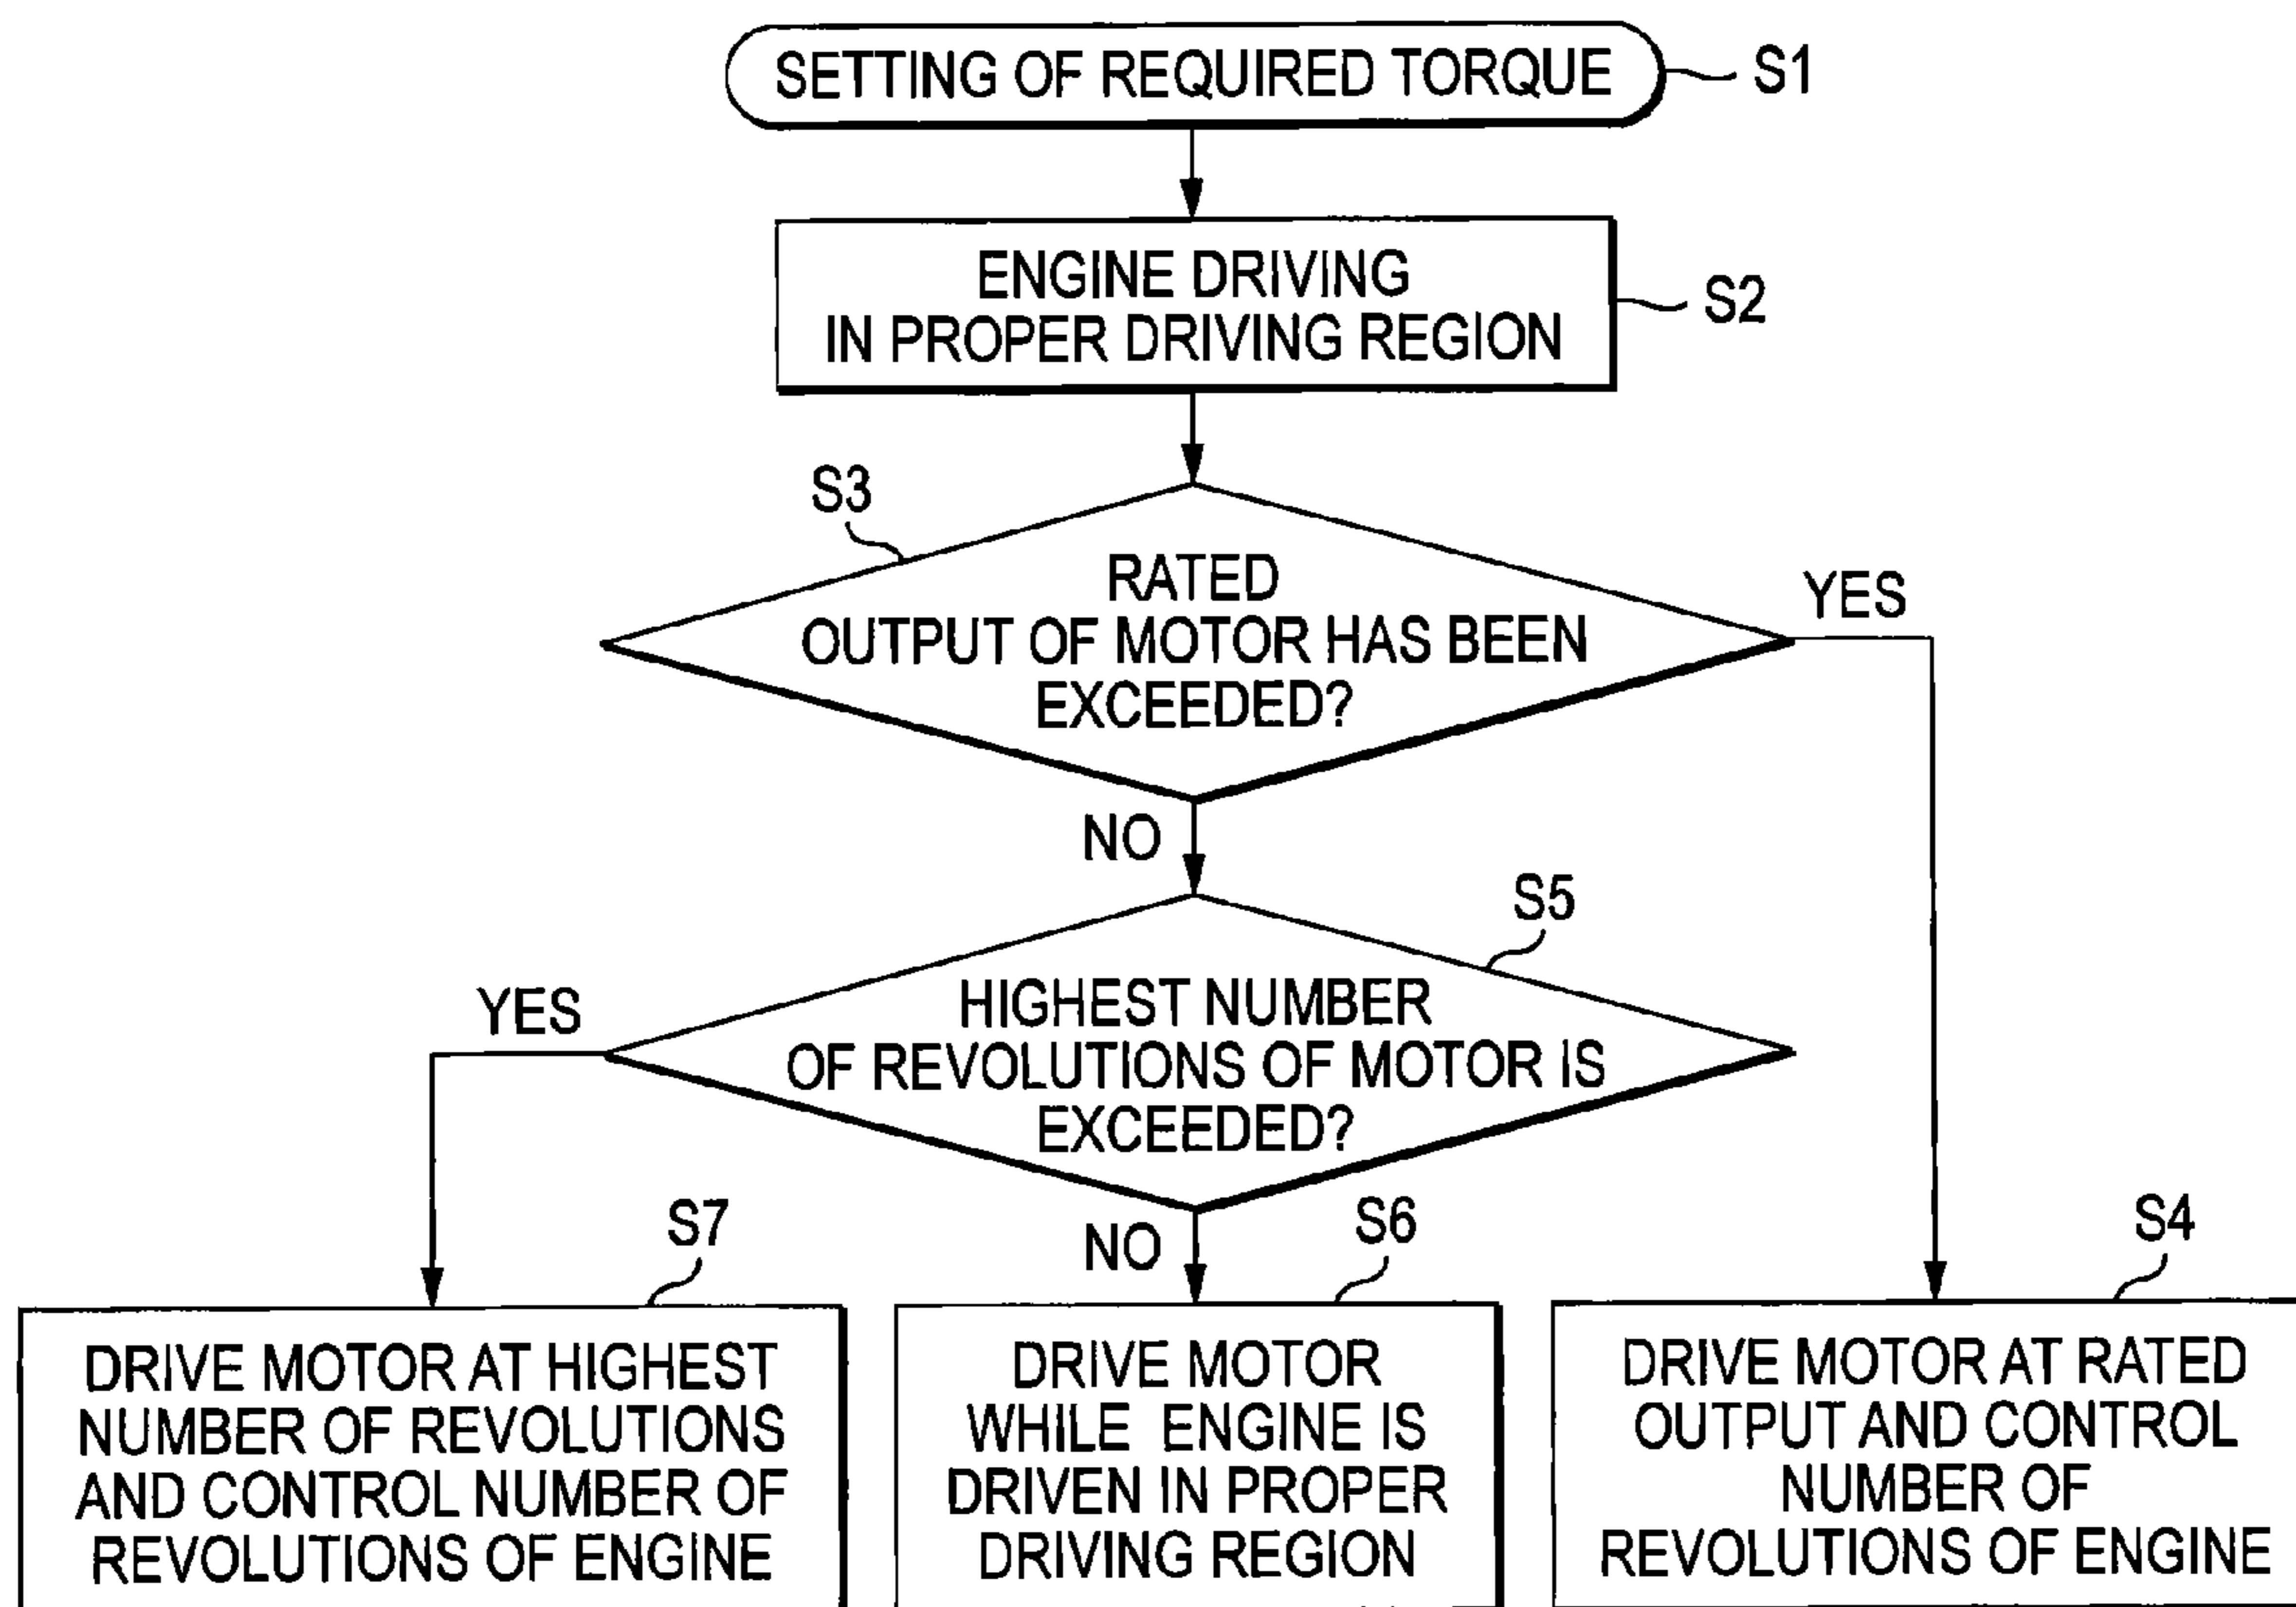 SETTING OF REQUIRED TORQUE
S1
ENGINE DRIVING
IN PROPER DRIVING REGION
S2
S3
RATED
OUTPUT OF MOTOR HAS BEEN
EXCEEDED?
YES
NO
S5
HIGHEST NUMBER
OF REVOLUTIONS OF MOTOR IS
EXCEEDED?
YES
NO
S7
DRIVE MOTOR AT HIGHEST
NUMBER OF REVOLUTIONS
AND CONTROL NUMBER OF
REVOLUTIONS OF ENGINE
S6
DRIVE MOTOR
WHILE ENGINE IS
DRIVEN IN PROPER
DRIVING REGION
S4
DRIVE MOTOR AT RATED
OUTPUT AND CONTROL
NUMBER OF
REVOLUTIONS OF ENGINE